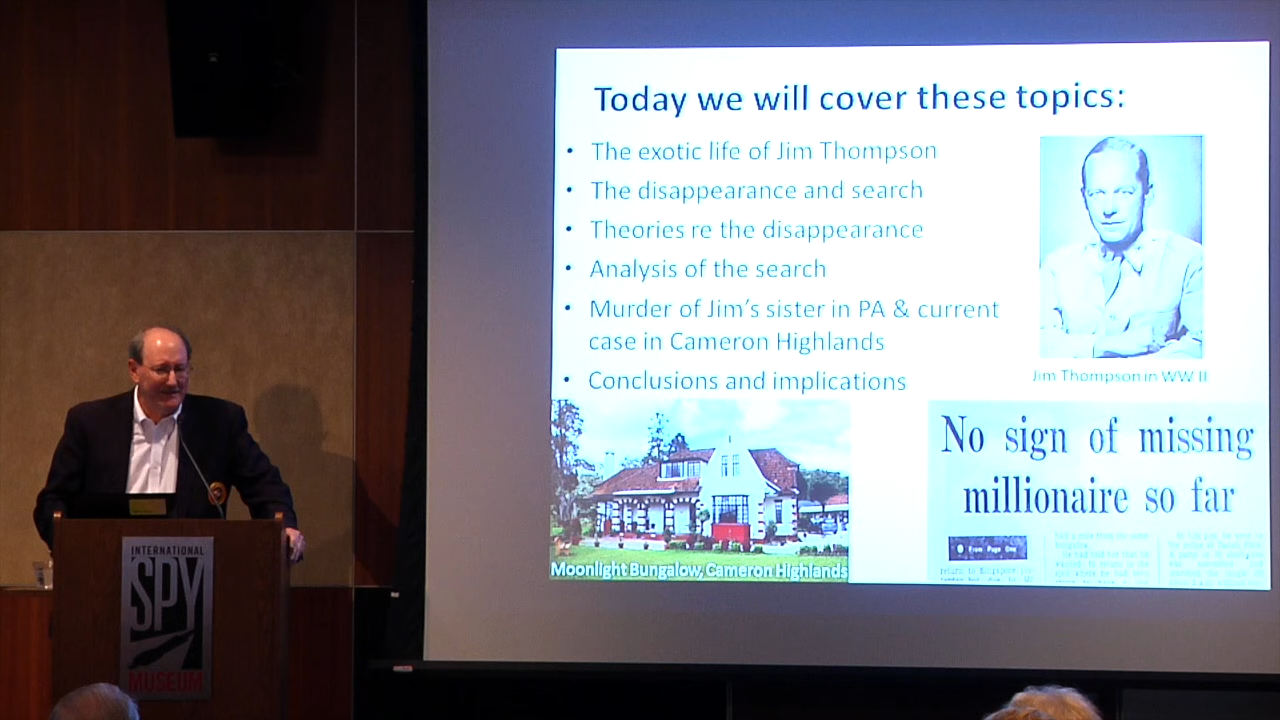 Today we will cover these topics:
• The exotic life of Jim Thompson
• The disappearance and search
• Theories re the disappearance
• Analysis of the search
• Murder of Jim's sister in PA & current
case in Cameron Highlands
• Conclusions and implications
Jim Thompson in WW II
Moonlight Bungalow, Cameron Highlands
No sign of missing
millionaire so far
From Page One
INTERNATIONAL
SPY
MUSEUM